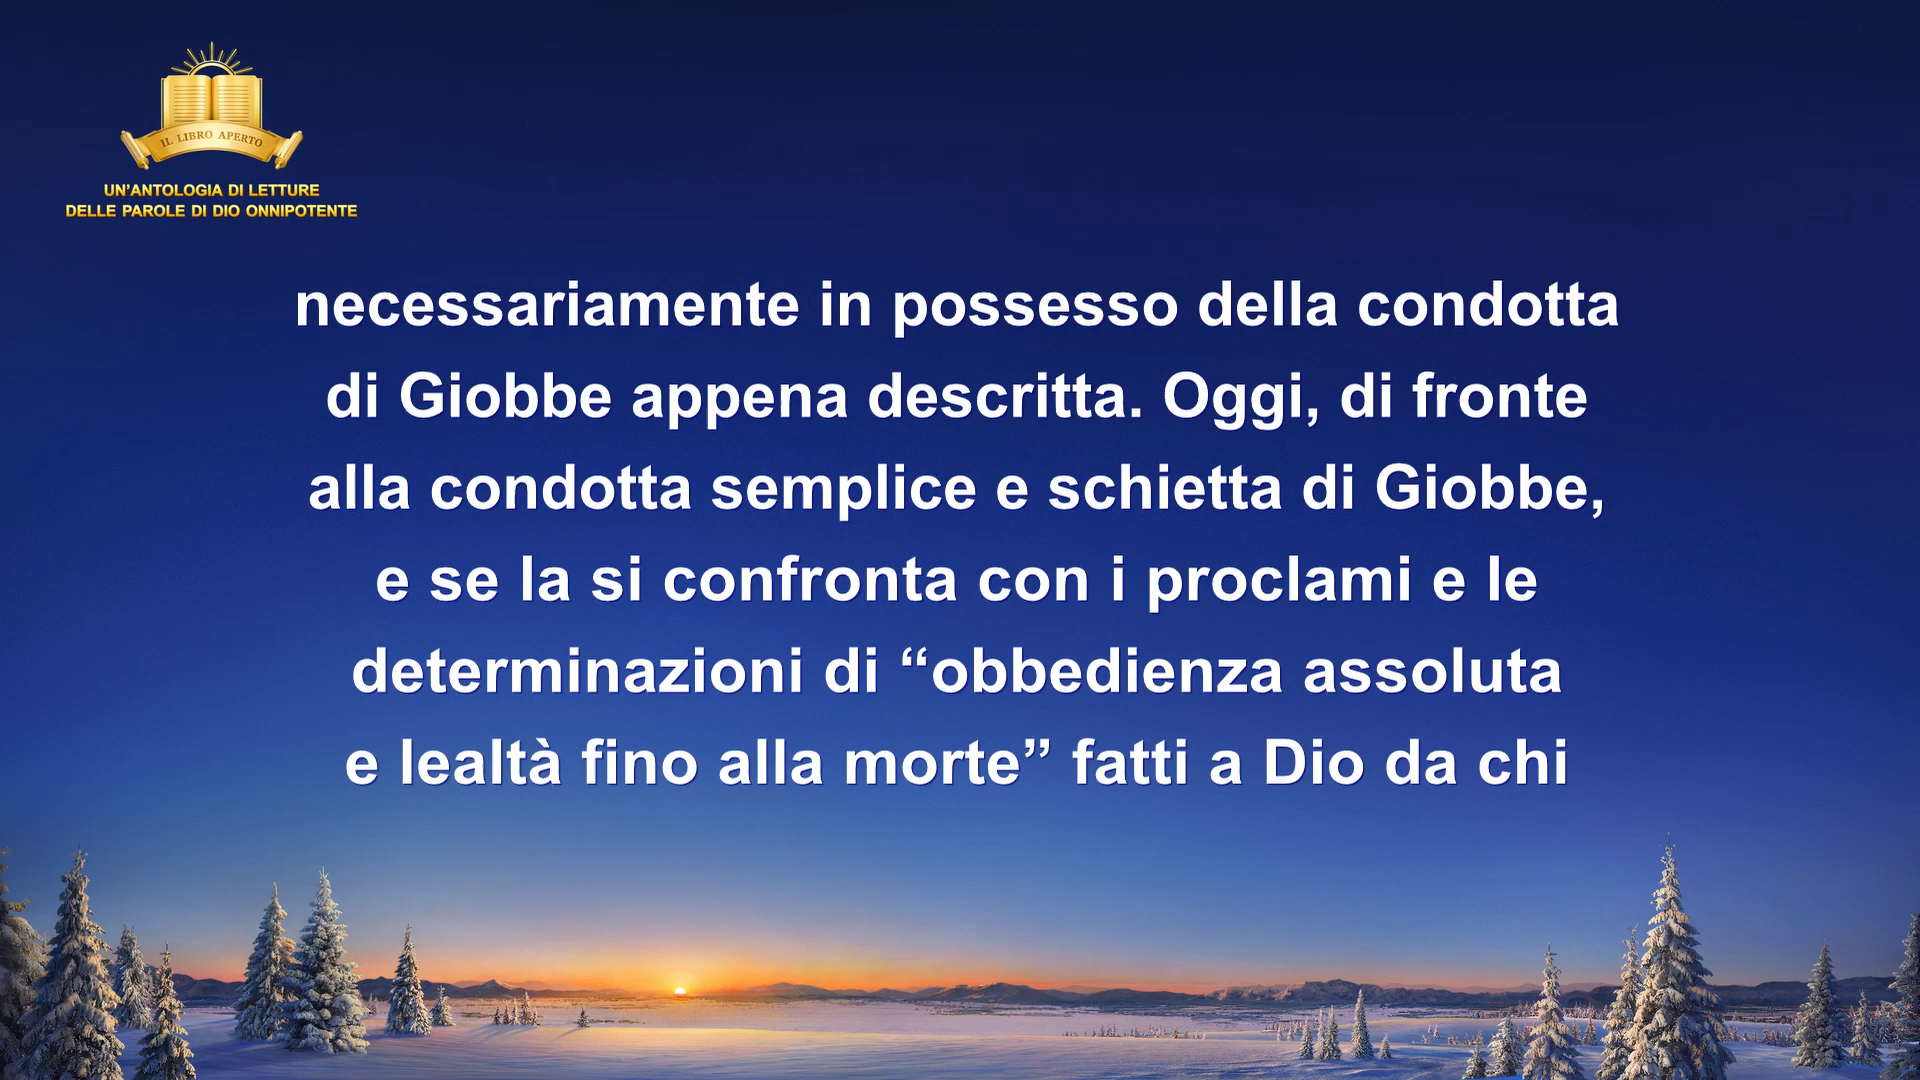 IL LIBRO APERTO
UN’ANTOLOGIA DI LETTURE
DELLE PAROLE DI DIO ONNIPOTENTE
necessariamente in possesso della condotta
di Giobbe appena descritta. Oggi, di fronte
alla condotta semplice e schietta di Giobbe,
e se la si confronta con i proclami e le
determinazioni di “obbedienza assoluta
e lealtà fino alla morte” fatti a Dio da chi